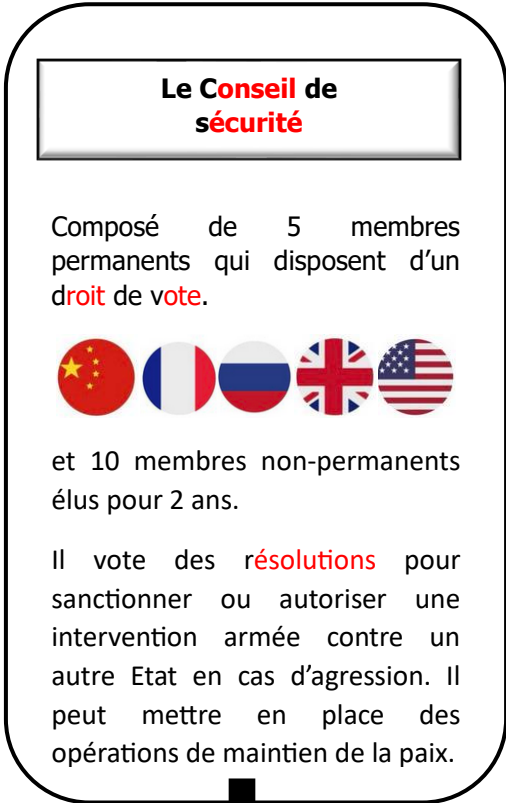 Le Conseil de
sécurité
Composé de 5 membres
permanents qui disposent d’un
droit de vote.
et 10 membres non-permanents
élus pour 2 ans.
Il vote des résolutions pour
sanctionner ou autoriser une
intervention armée contre un
autre Etat en cas d’agression. Il
peut mettre en place des
opérations de maintien de la paix.